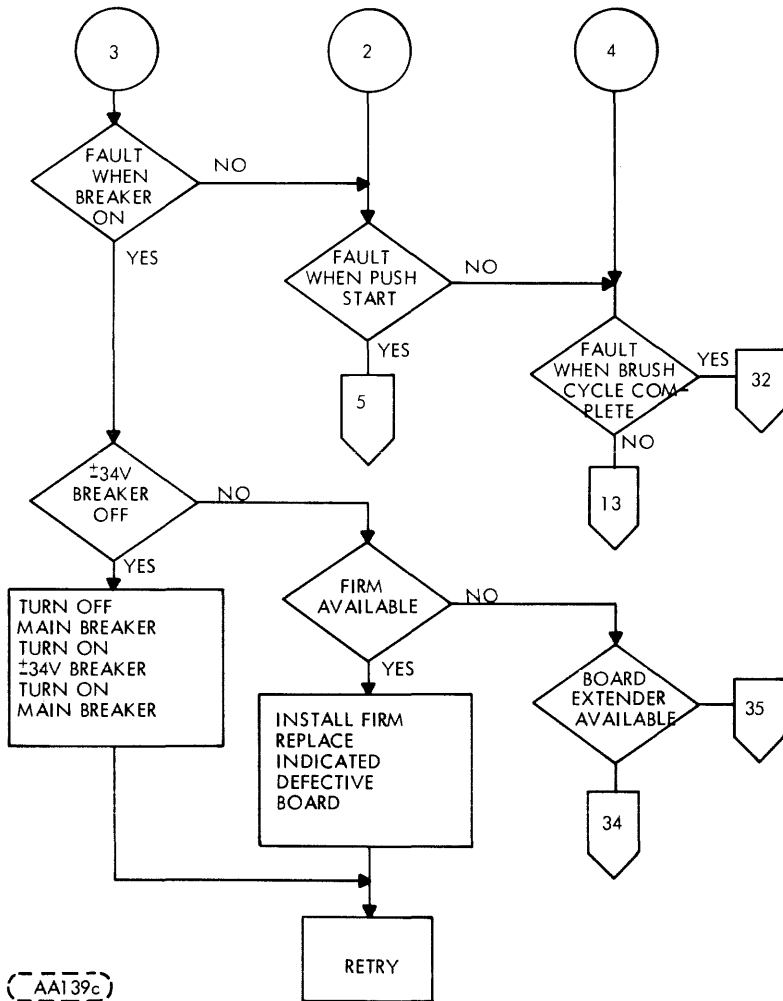 3
2
4
FAULT
WHEN
BREAKER
ON
NO
YES
FAULT
WHEN PUSH
START
NO
YES
5
FAULT
WHEN BRUSH
CYCLE COM-
PLETE
YES
32
NO
13
±34V
BREAKER
OFF
NO
YES
TURN OFF
MAIN BREAKER
TURN ON
±34V BREAKER
TURN ON
MAIN BREAKER
FIRM
AVAILABLE
NO
YES
INSTALL FIRM
REPLACE
INDICATED
DEFECTIVE
BOARD
BOARD
EXTENDER
AVAILABLE
35
34
RETRY
AA139c